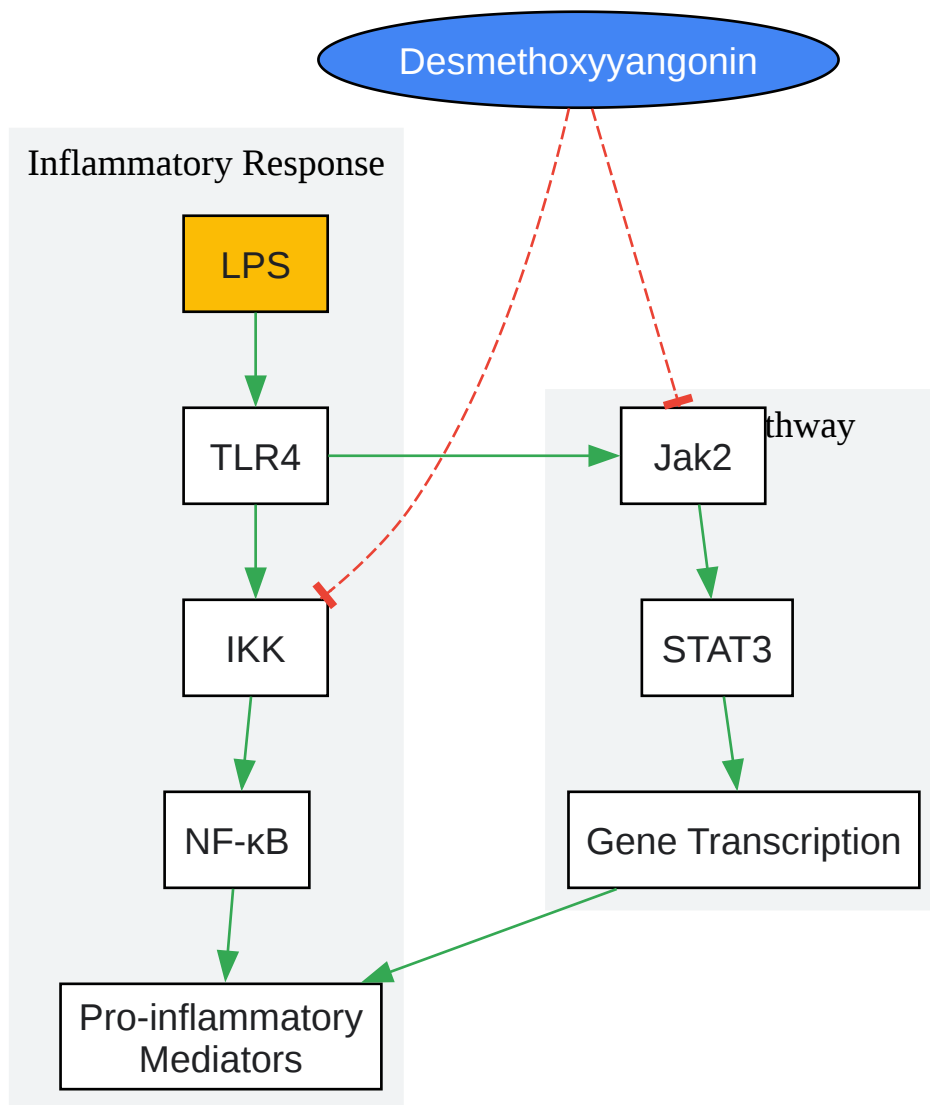 Desmethoxyyangonin
Inflammatory Response
LPS
TLR4
Jak2
thway
IKK
STAT3
NF-κB
Gene Transcription
Pro-inflammatory
Mediators